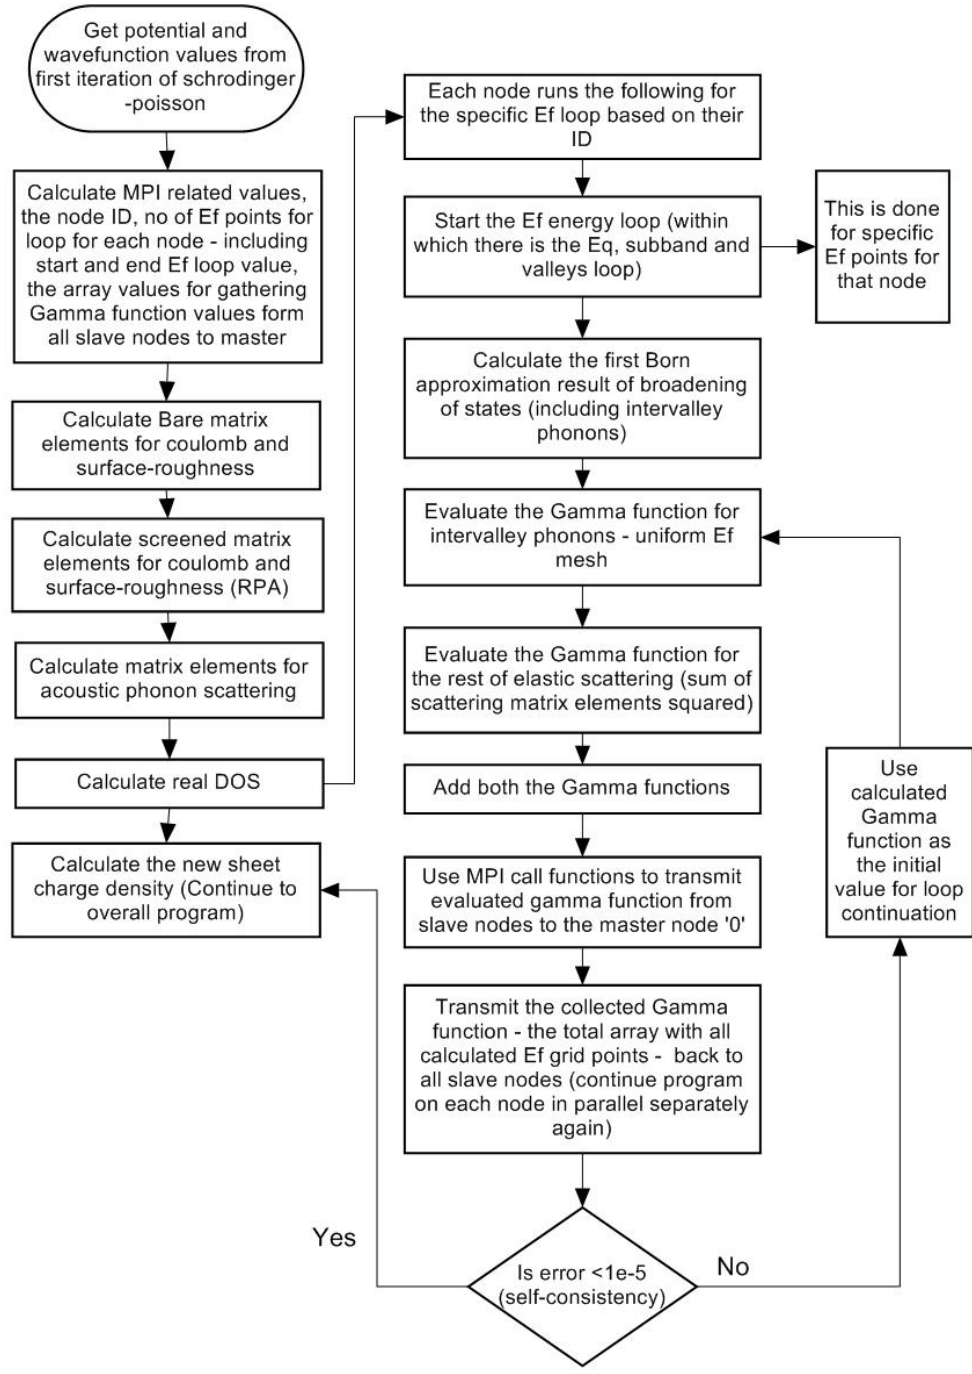 Get potential and
wavefunction values from
first iteration of schrodinger
-poisson
Calculate MPI related values,
the node ID, no of Ef points for
loop for each node - including
start and end Ef loop value,
the array values for gathering
Gamma function values form
all slave nodes to master
Calculate Bare matrix
elements for coulomb and
surface-roughness
Calculate screened matrix
elements for coulomb and
surface-roughness (RPA)
Calculate matrix elements for
acoustic phonon scattering
Calculate real DOS
Calculate the new sheet
charge density (Continue to
overall program)
Each node runs the following for
the specific Ef loop based on their
ID
Start the Ef energy loop (within
which there is the Eq, subband and
valleys loop)
This is done
for specific
Ef points for
that node
Calculate the first Born
approximation result of broadening
of states (including intervalley
phonons)
Evaluate the Gamma function for
intervalley phonons - uniform Ef
mesh
Evaluate the Gamma function for
the rest of elastic scattering (sum of
scattering matrix elements squared)
Add both the Gamma functions
Use MPI call functions to transmit
evaluated gamma function from
slave nodes to the master node '0'
Transmit the collected Gamma
function - the total array with all
calculated Ef grid points - back to
all slave nodes (continue program
on each node in parallel separately
again)
Is error <1e-5
(self-consistency)
Yes
No
Use
calculated
Gamma
function as
the initial
value for loop
continuation